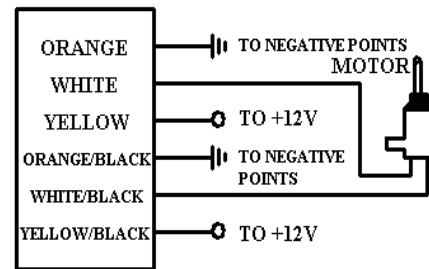 ORANGE
TO NEGATIVE POINTS
MOTOR
WHITE
YELLOW
TO +12V
ORANGE/BLACK
TO NEGATIVE
POINTS
WHITE/BLACK
YELLOW/BLACK
TO +12V